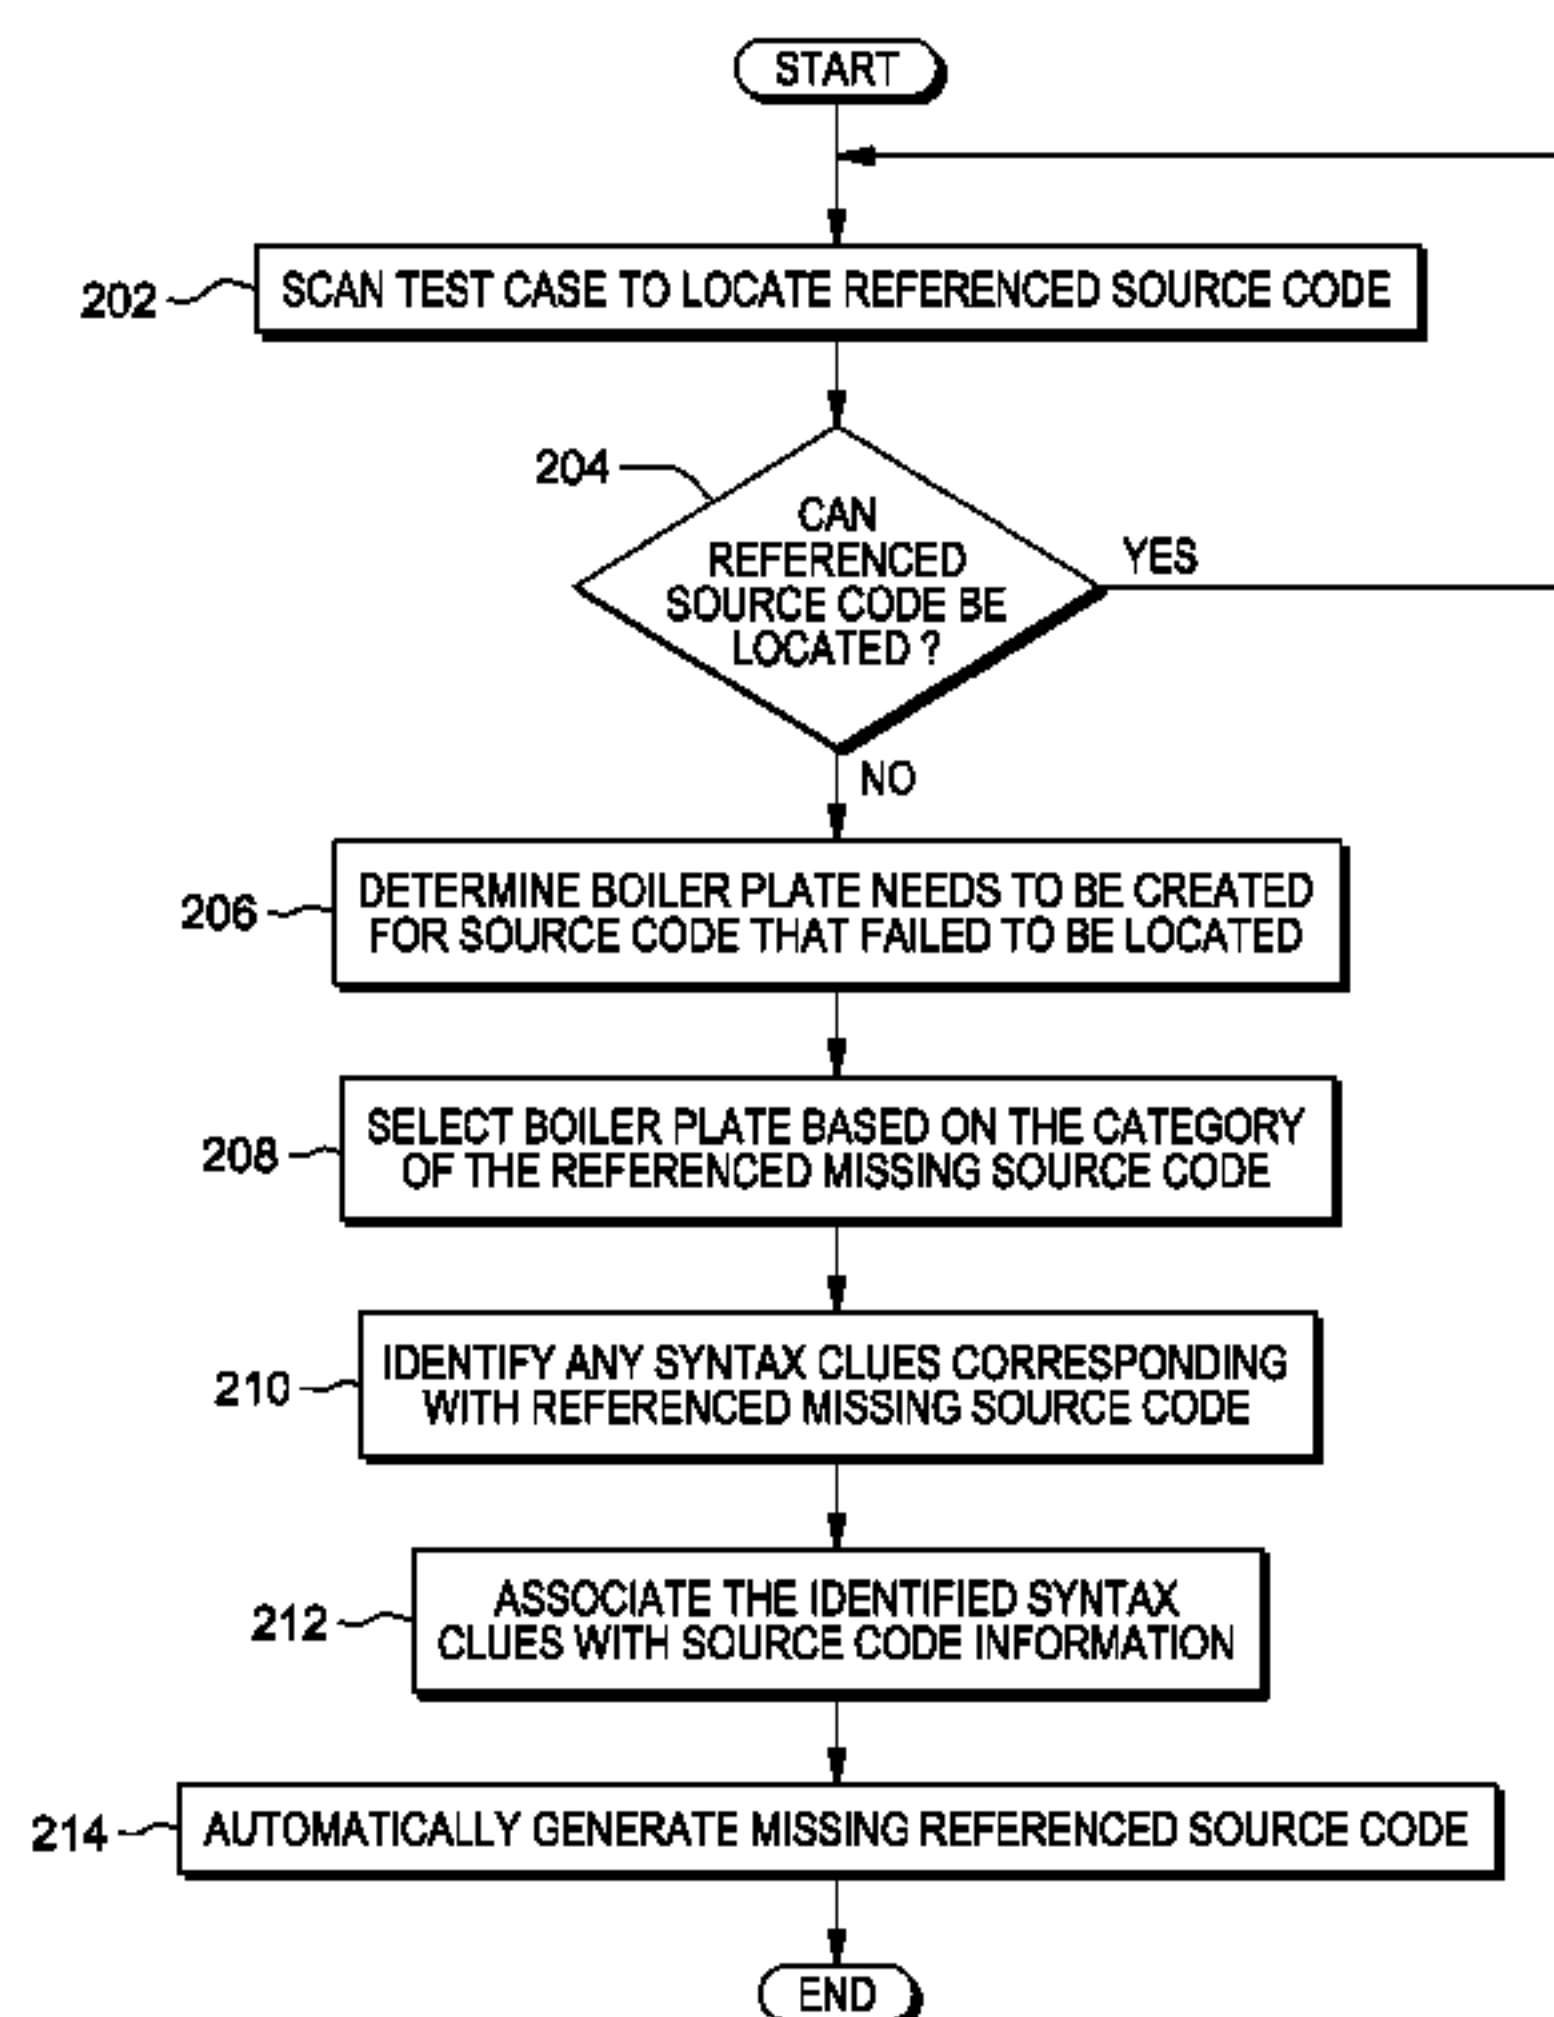 START
202
SCAN TEST CASE TO LOCATE REFERENCED SOURCE CODE
204
CAN
REFERENCED
SOURCE CODE BE
LOCATED ?
YES
NO
206
DETERMINE BOILER PLATE NEEDS TO BE CREATED
FOR SOURCE CODE THAT FAILED TO BE LOCATED
208
SELECT BOILER PLATE BASED ON THE CATEGORY
OF THE REFERENCED MISSING SOURCE CODE
210
IDENTIFY ANY SYNTAX CLUES CORRESPONDING
WITH REFERENCED MISSING SOURCE CODE
212
ASSOCIATE THE IDENTIFIED SYNTAX
CLUES WITH SOURCE CODE INFORMATION
214
AUTOMATICALLY GENERATE MISSING REFERENCED SOURCE CODE
END